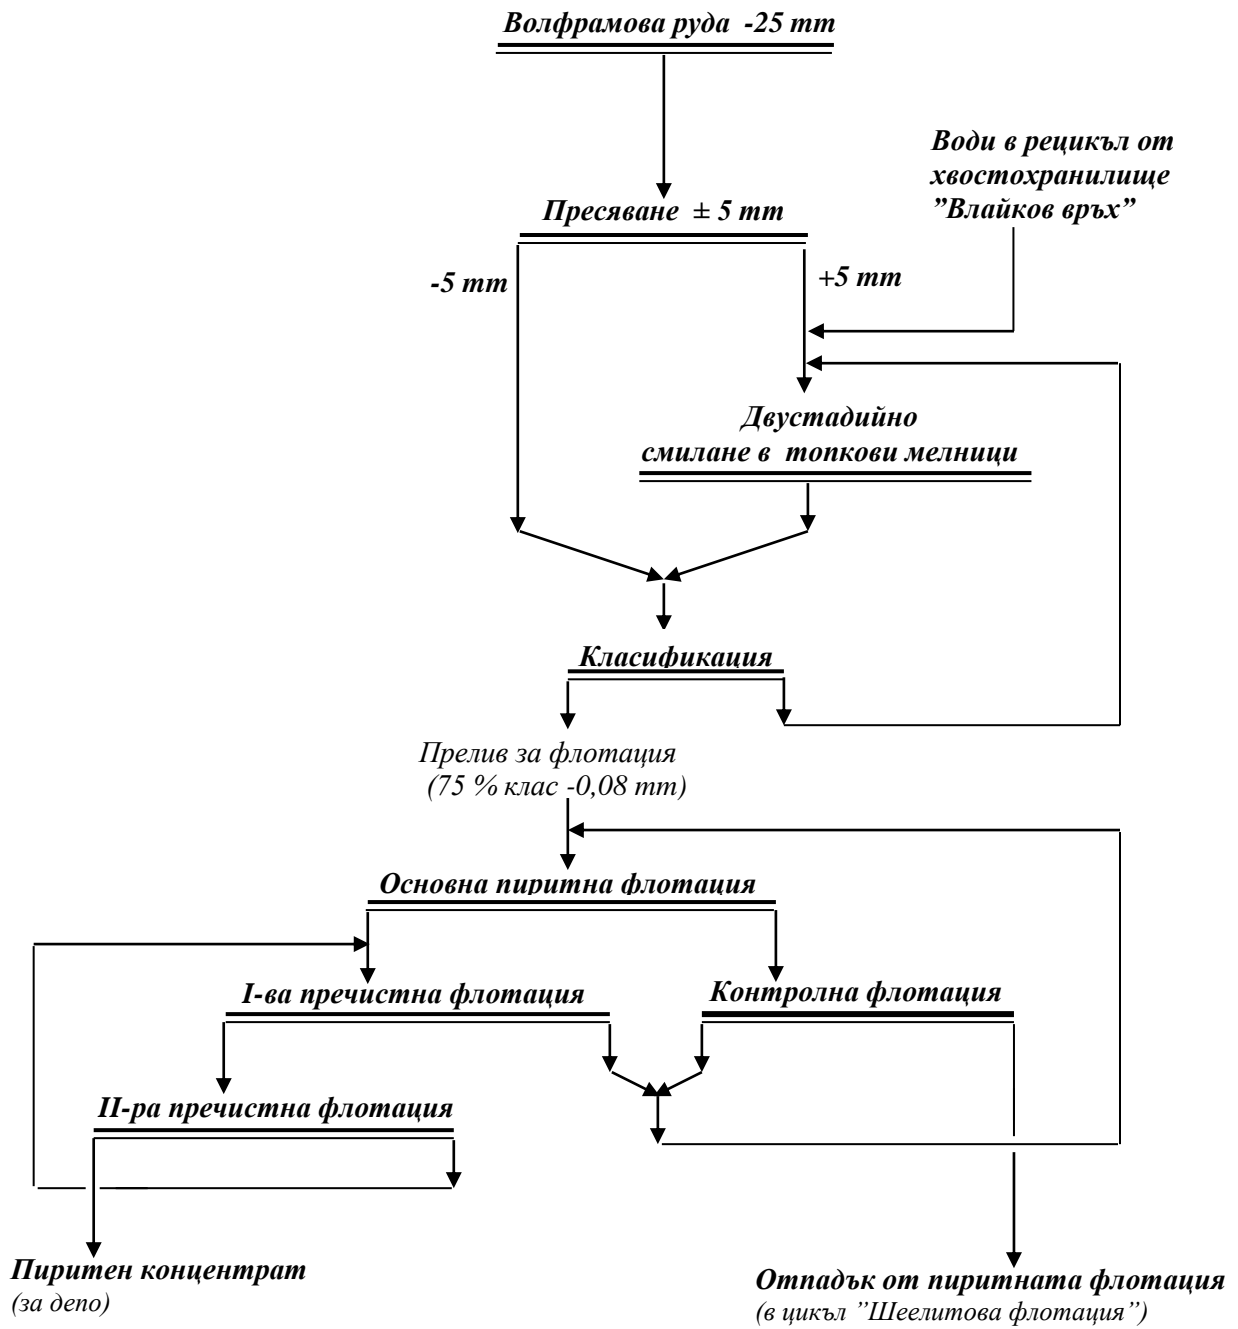 Волфрамова руда -25 mm
Води в рецикъл от
хвостохранилище
”Влайков връх”
Пресяване ± 5 mm
-5 mm
+5 mm
Двустадийно
смилане в топкови мелници
Класификация
Прелив за флотация
(75 % клас -0,08 mm)
Основна пиритна флотация
I-ва пречистна флотация
Контролна флотация
II-ра пречистна флотация
Пиритен концентрат
(за депо)
Отпадък от пиритната флотация
(в цикъл ”Шеелитова флотация”)